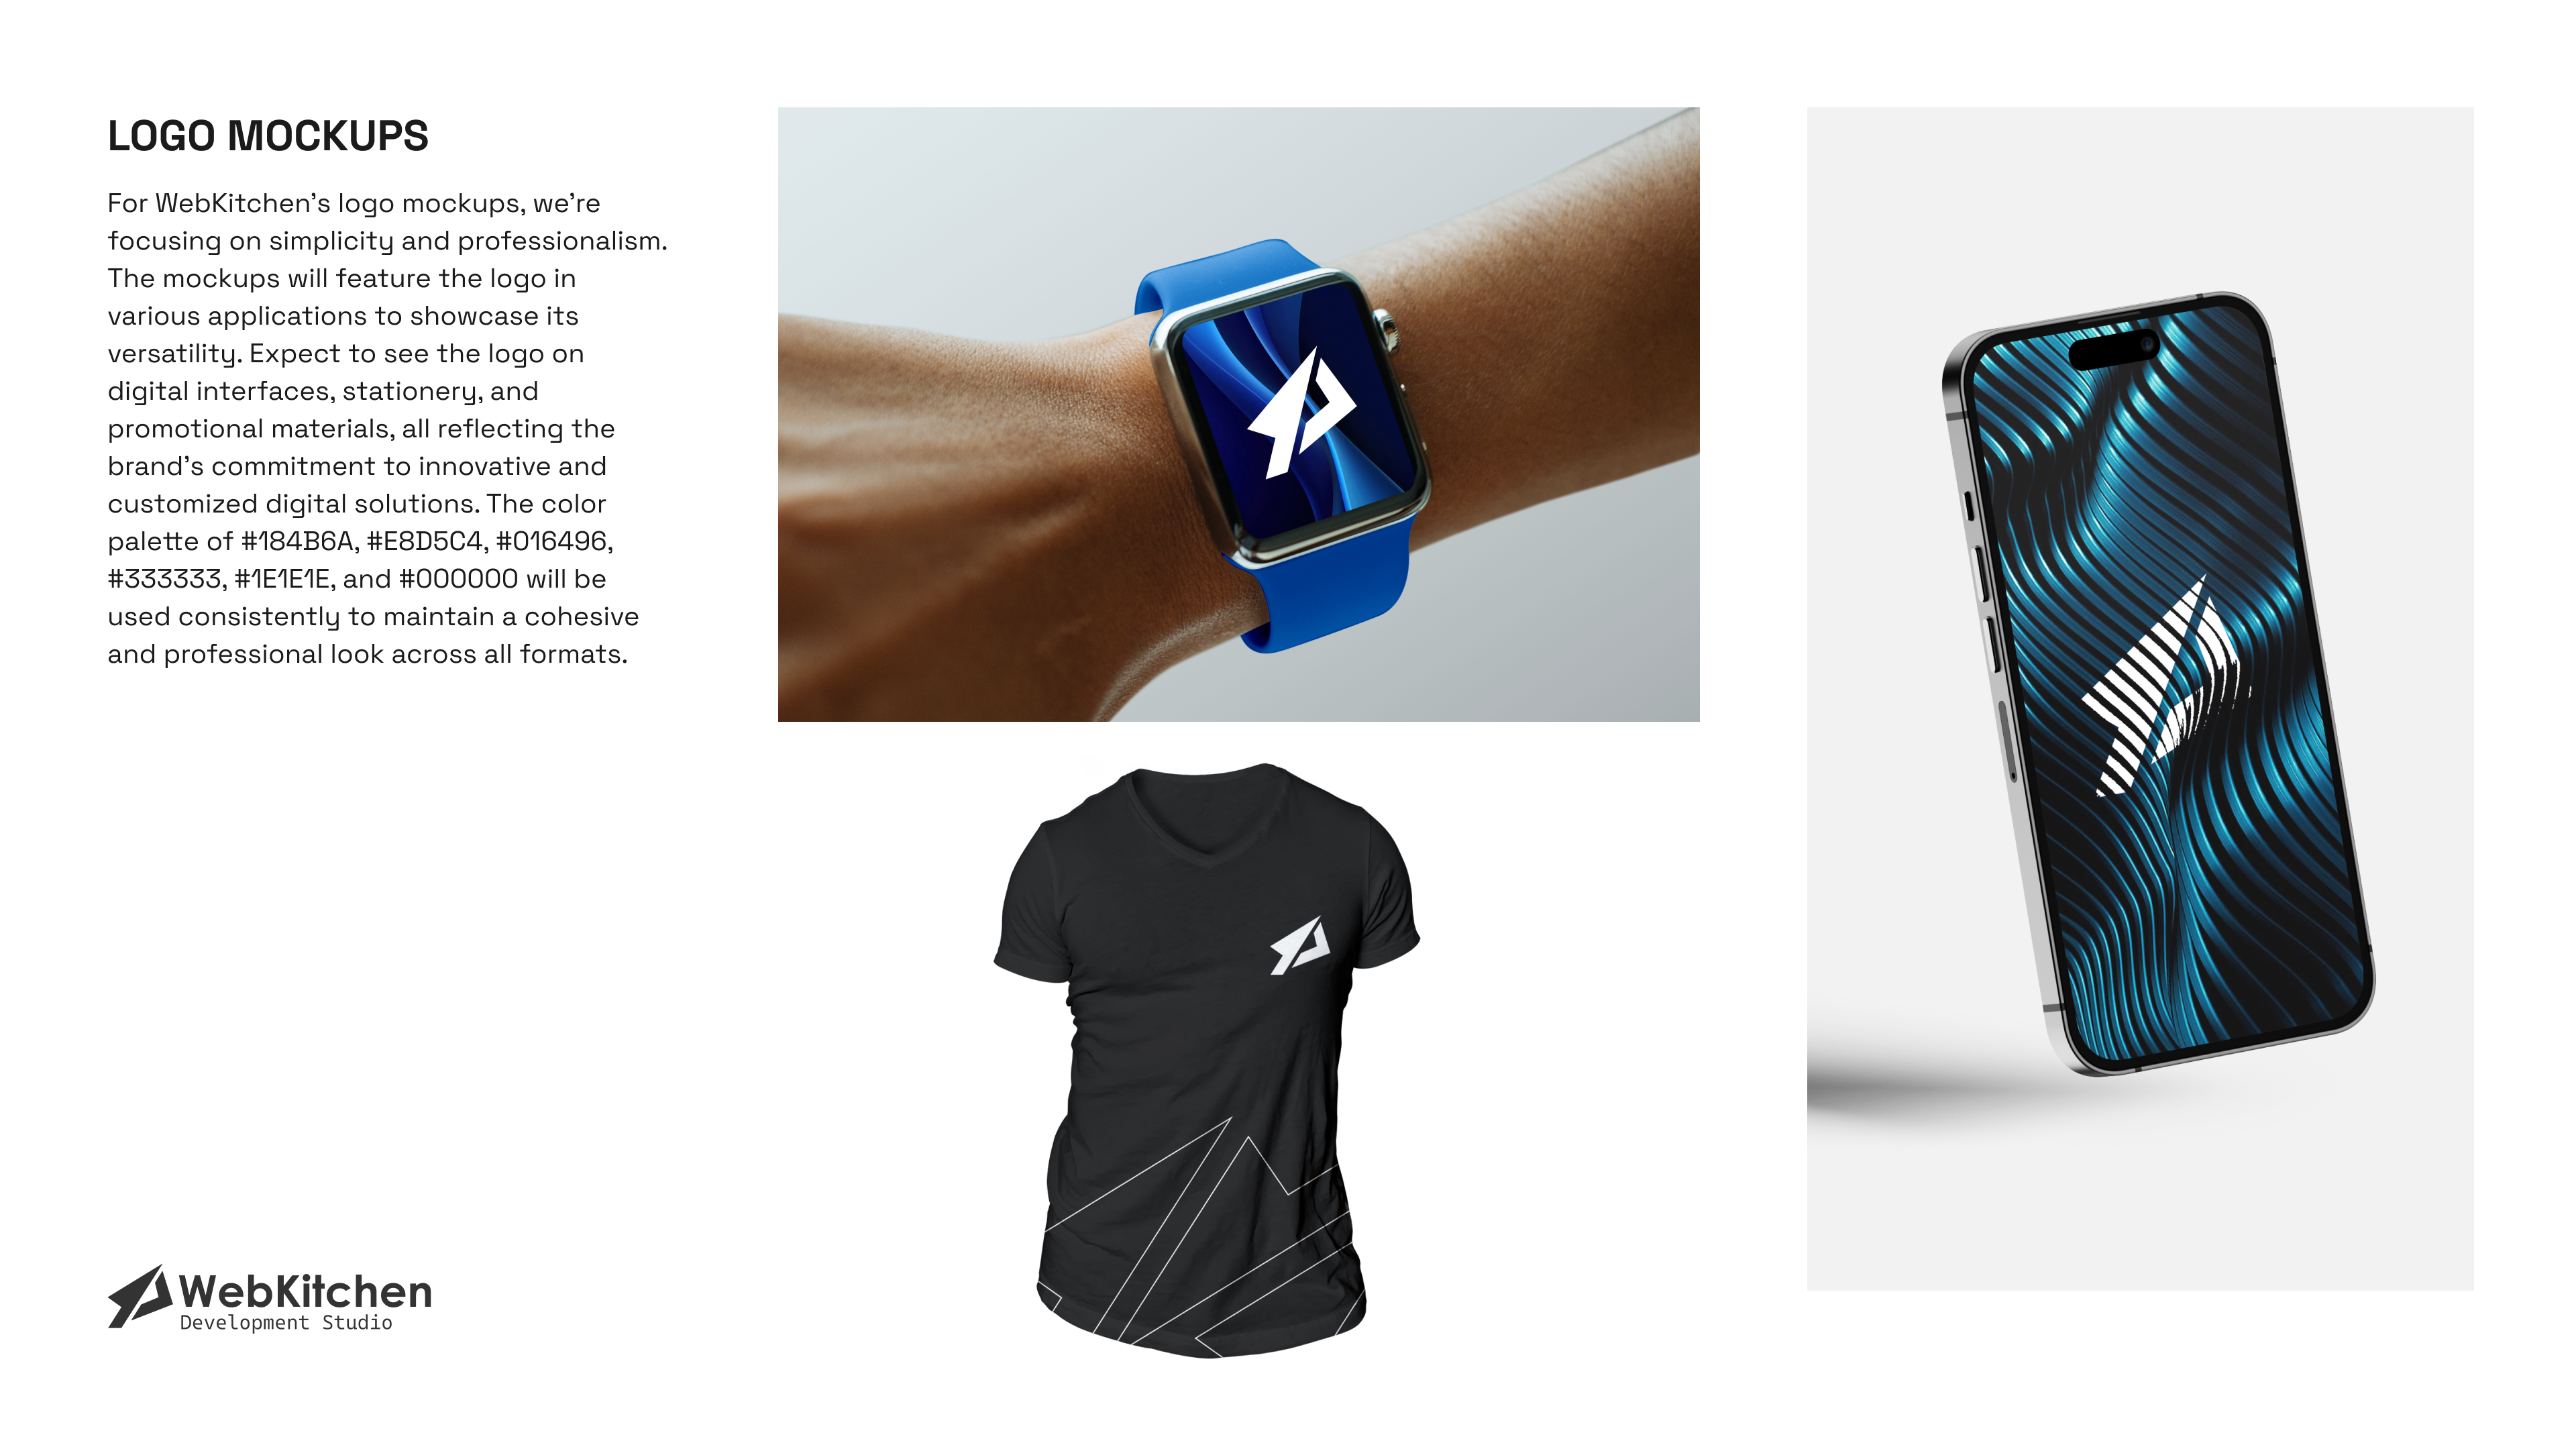 LOGO MOCKUPS
For WebKitchen’s logo mockups, we’re
focusing on simplicity and professionalism.
The mockups will feature the logo in
various applications to showcase its
versatility. Expect to see the logo on
digital interfaces, stationery, and
promotional materials, all reflecting the
brand’s commitment to innovative and
customized digital solutions. The color
palette of #184B6A, #E8D5C4, #016496,
#333333, #1E1E1E, and #000000 will be
used consistently to maintain a cohesive
and professional look across all formats.
WebKitchen
Development Studio